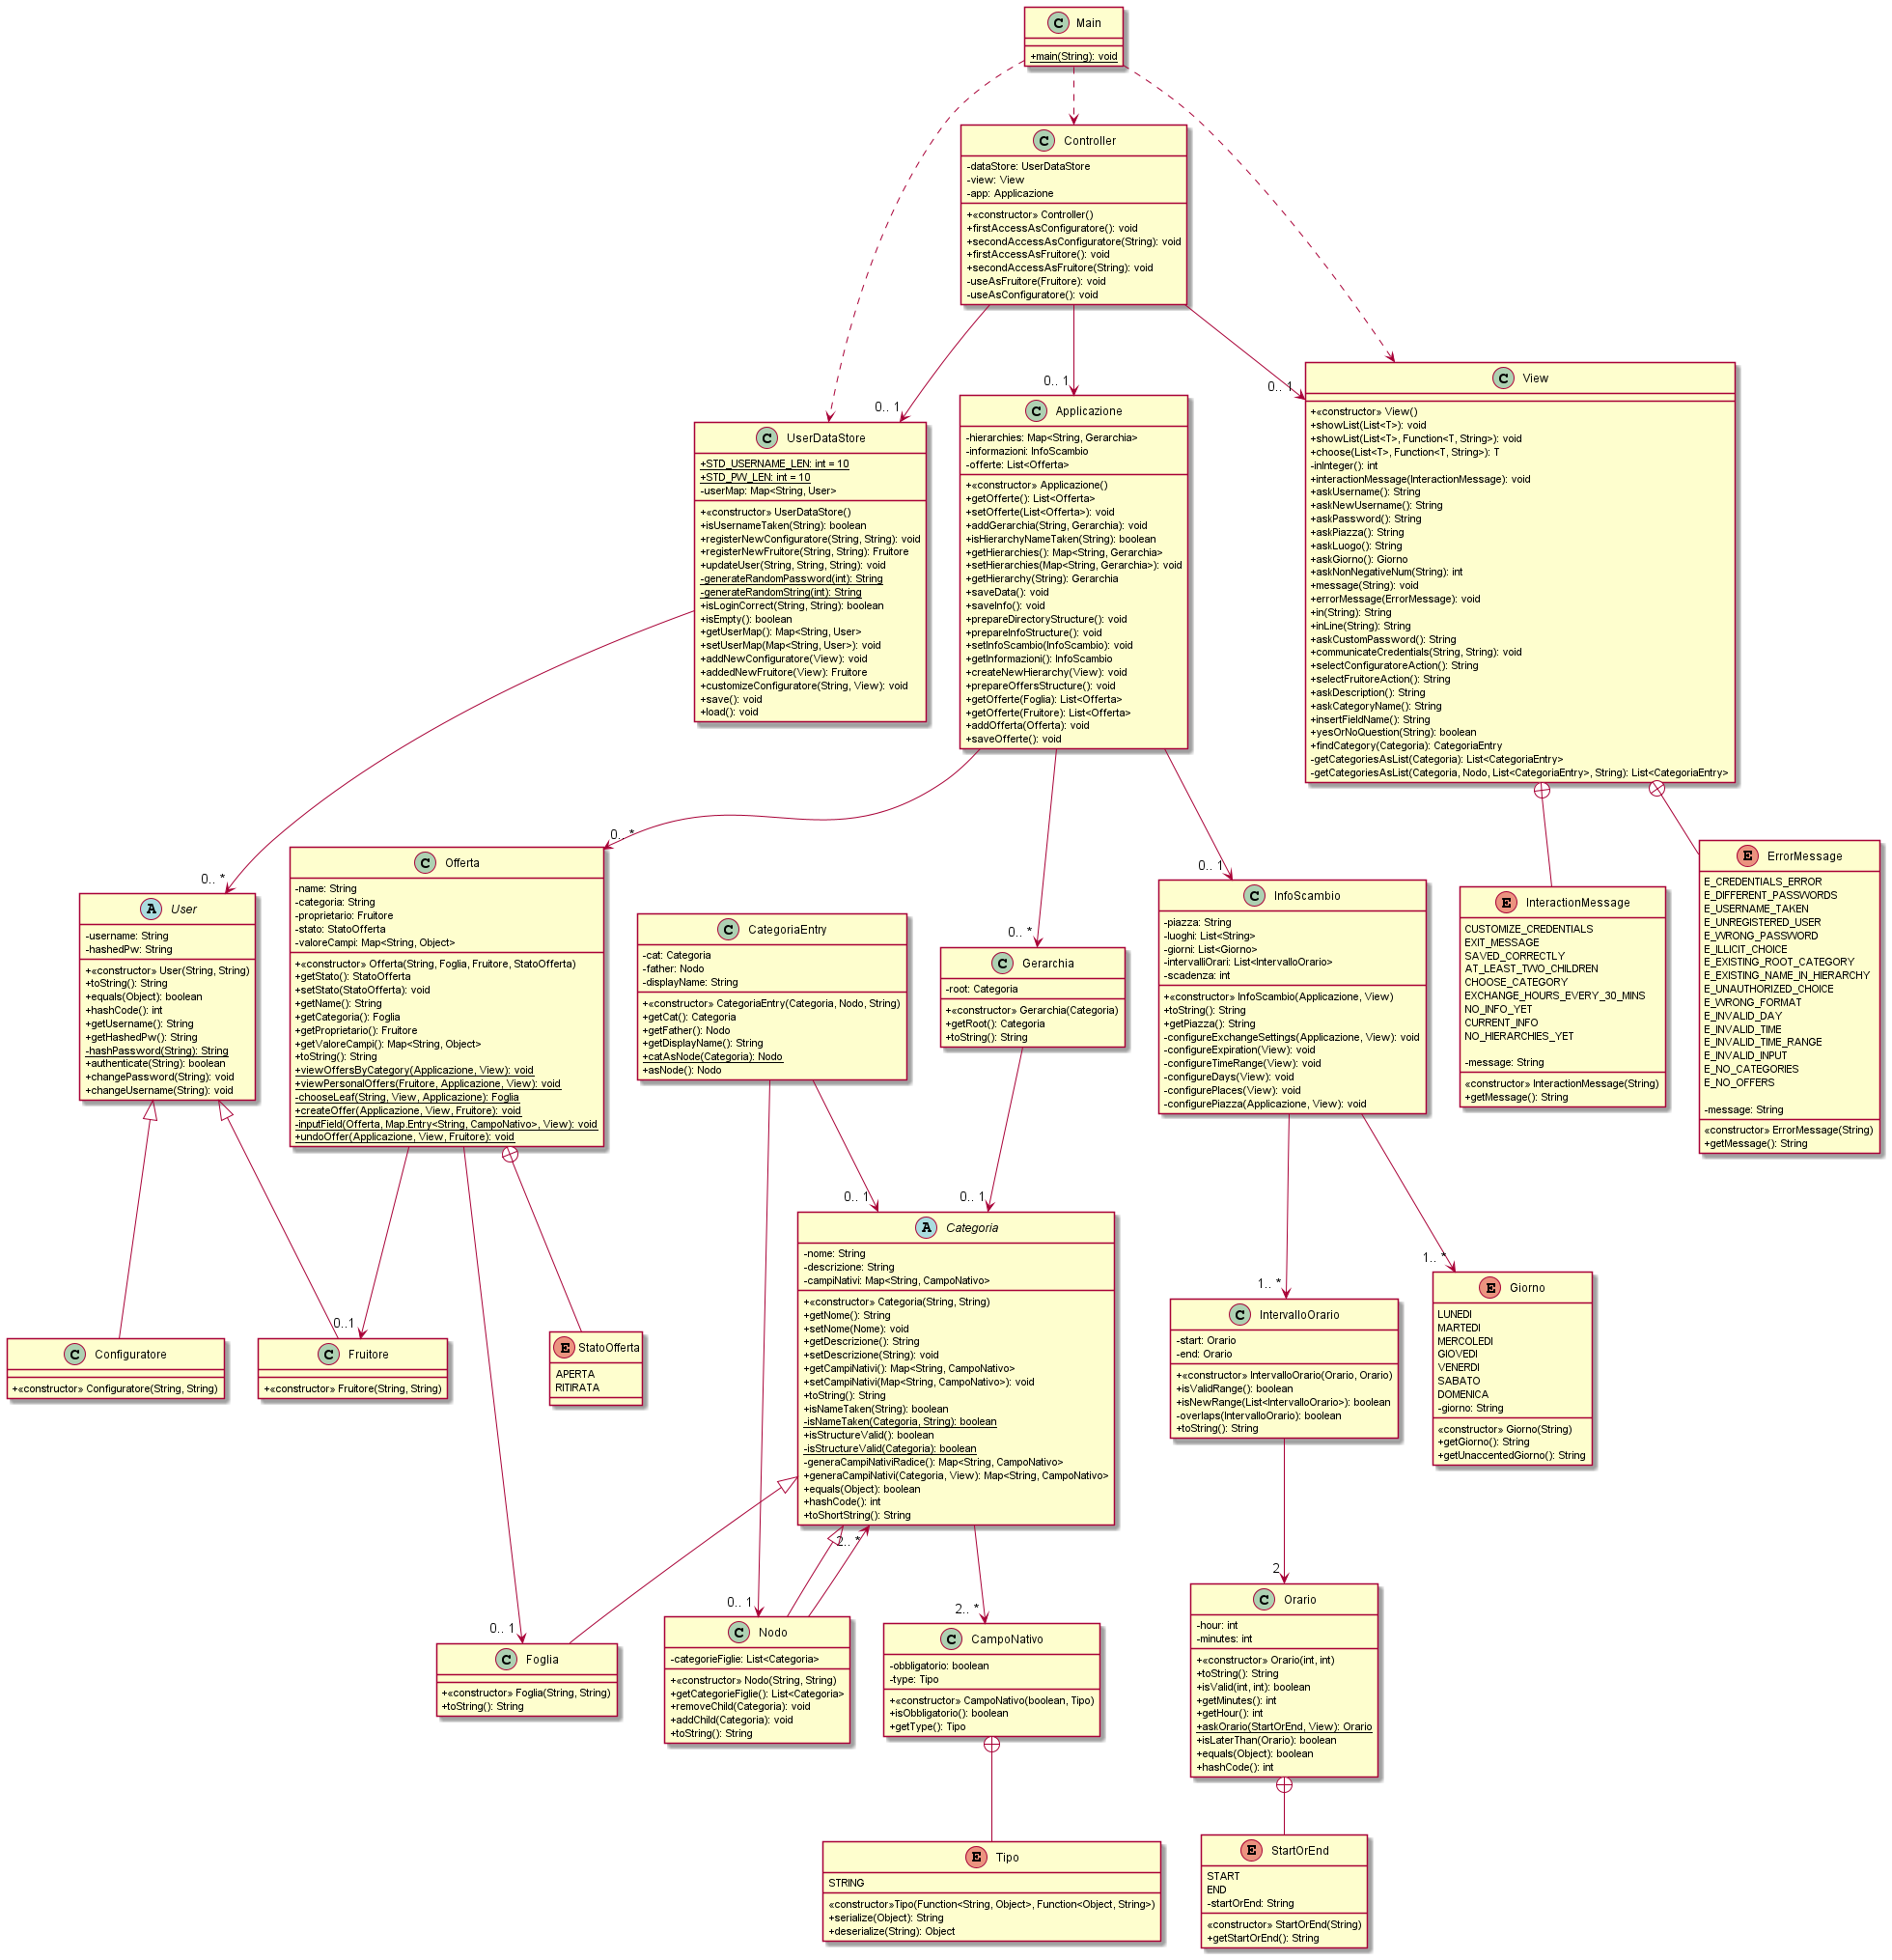 C Main
+main(String): void
C Controller
-dataStore: UserDataStore
-view: View
-app: Applicazione
+«constructor» Controller()
+firstAccessAsConfiguratore(): void
+secondAccessAsConfiguratore(String): void
+firstAccessAsFruitore(): void
+secondAccessAsFruitore(String): void
-useAsFruitore(Fruitore): void
-useAsConfiguratore(): void
0.. 1
0.. 1
0.. 1
C UserDataStore
+STD_USERNAME_LEN: int = 10
+STD_PW_LEN: int = 10
-userMap: Map<String, User>
+«constructor» UserDataStore()
+isUsernameTaken(String): boolean
+registerNewConfiguratore(String, String): void
+registerNewFruitore(String, String): Fruitore
+updateUser(String, String, String): void
-generateRandomPassword(int): String
-generateRandomString(int): String
+isLoginCorrect(String, String): boolean
+isEmpty(): boolean
+getUserMap(): Map<String, User>
+setUserMap(Map<String, User>): void
+addNewConfiguratore(View): void
+addedNewFruitore(View): Fruitore
+customizeConfiguratore(String, View): void
+save(): void
+load(): void
C Applicazione
-hierarchies: Map<String, Gerarchia>
-informazioni: InfoScambio
-offerte: List<Offerta>
+«constructor» Applicazione()
+getOfferte(): List<Offerta>
+setOfferte(List<Offerta>): void
+addGerarchia(String, Gerarchia): void
+isHierarchyNameTaken(String): boolean
+getHierarchies(): Map<String, Gerarchia>
+setHierarchies(Map<String, Gerarchia>): void
+getHierarchy(String): Gerarchia
+saveData(): void
+saveInfo(): void
+prepareDirectoryStructure(): void
+prepareInfoStructure(): void
+setInfoScambio(InfoScambio): void
+getInformazioni(): InfoScambio
+createNewHierarchy(View): void
+prepareOffersStructure(): void
+getOfferte(Foglia): List<Offerta>
+getOfferte(Fruitore): List<Offerta>
+addOfferta(Offerta): void
+saveOfferte(): void
C View
+«constructor» View()
+showList(List<T>): void
+showList(List<T>, Function<T, String>): void
+choose(List<T>, Function<T, String>): T
-inInteger(): int
+interactionMessage(InteractionMessage): void
+askUsername(): String
+askNewUsername(): String
+askPassword(): String
+askPiazza(): String
+askLuogo(): String
+askGiorno(): Giorno
+askNonNegativeNum(String): int
+message(String): void
+errorMessage(ErrorMessage): void
+in(String): String
+inLine(String): String
+askCustomPassword(): String
+communicateCredentials(String, String): void
+selectConfiguratoreAction(): String
+selectFruitoreAction(): String
+askDescription(): String
+askCategoryName(): String
+insertFieldName(): String
+yesOrNoQuestion(String): boolean
+findCategory(Categoria): CategoriaEntry
-getCategoriesAsList(Categoria): List<CategoriaEntry>
-getCategoriesAsList(Categoria, Nodo, List<CategoriaEntry>, String): List<CategoriaEntry>
0.. *
0.. *
0.. *
0.. 1
A User
-username: String
-hashedPw: String
+«constructor» User(String, String)
+toString(): String
+equals(Object): boolean
+hashCode(): int
+getUsername(): String
+getHashedPw(): String
-hashPassword(String): String
+authenticate(String): boolean
+changePassword(String): void
+changeUsername(String): void
C Offerta
-name: String
-categoria: String
-proprietario: Fruitore
-stato: StatoOfferta
-valoreCampi: Map<String, Object>
+«constructor» Offerta(String, Foglia, Fruitore, StatoOfferta)
+getStato(): StatoOfferta
+setStato(StatoOfferta): void
+getName(): String
+getCategoria(): Foglia
+getProprietario(): Fruitore
+getValoreCampi(): Map<String, Object>
+toString(): String
+viewOffersByCategory(Applicazione, View): void
+viewPersonalOffers(Fruitore, Applicazione, View): void
-chooseLeaf(String, View, Applicazione): Foglia
+createOffer(Applicazione, View, Fruitore): void
-inputField(Offerta, Map.Entry<String, CampoNativo>, View): void
+undoOffer(Applicazione, View, Fruitore): void
C CategoriaEntry
-cat: Categoria
-father: Nodo
-displayName: String
+«constructor» CategoriaEntry(Categoria, Nodo, String)
+getCat(): Categoria
+getFather(): Nodo
+getDisplayName(): String
+catAsNode(Categoria): Nodo
+asNode(): Nodo
C Gerarchia
-root: Categoria
+«constructor» Gerarchia(Categoria)
+getRoot(): Categoria
+toString(): String
C InfoScambio
-piazza: String
-luoghi: List<String>
-giorni: List<Giorno>
-intervalliOrari: List<IntervalloOrario>
-scadenza: int
+«constructor» InfoScambio(Applicazione, View)
+toString(): String
+getPiazza(): String
-configureExchangeSettings(Applicazione, View): void
-configureExpiration(View): void
-configureTimeRange(View): void
-configureDays(View): void
-configurePlaces(View): void
-configurePiazza(Applicazione, View): void
E InteractionMessage
CUSTOMIZE_CREDENTIALS
EXIT_MESSAGE
SAVED_CORRECTLY
AT_LEAST_TWO_CHILDREN
CHOOSE_CATEGORY
EXCHANGE_HOURS_EVERY_30_MINS
NO_INFO_YET
CURRENT_INFO
NO_HIERARCHIES_YET
-message: String
«constructor» InteractionMessage(String)
+getMessage(): String
E ErrorMessage
E_CREDENTIALS_ERROR
E_DIFFERENT_PASSWORDS
E_USERNAME_TAKEN
E_UNREGISTERED_USER
E_WRONG_PASSWORD
E_ILLICIT_CHOICE
E_EXISTING_ROOT_CATEGORY
E_EXISTING_NAME_IN_HIERARCHY
E_UNAUTHORIZED_CHOICE
E_WRONG_FORMAT
E_INVALID_DAY
E_INVALID_TIME
E_INVALID_TIME_RANGE
E_INVALID_INPUT
E_NO_CATEGORIES
E_NO_OFFERS
-message: String
«constructor» ErrorMessage(String)
+getMessage(): String
0..1
0.. 1
0.. 1
1.. *
1.. *
C Configuratore
+«constructor» Configuratore(String, String)
C Fruitore
+«constructor» Fruitore(String, String)
E StatoOfferta
APERTA
RITIRATA
A Categoria
-nome: String
-descrizione: String
-campiNativi: Map<String, CampoNativo>
+«constructor» Categoria(String, String)
+getNome(): String
+setNome(Nome): void
+getDescrizione(): String
+setDescrizione(String): void
+getCampiNativi(): Map<String, CampoNativo>
+setCampiNativi(Map<String, CampoNativo>): void
+toString(): String
+isNameTaken(String): boolean
-isNameTaken(Categoria, String): boolean
+isStructureValid(): boolean
-isStructureValid(Categoria): boolean
-generaCampiNativiRadice(): Map<String, CampoNativo>
+generaCampiNativi(Categoria, View): Map<String, CampoNativo>
+equals(Object): boolean
+hashCode(): int
+toShortString(): String
C IntervalloOrario
-start: Orario
-end: Orario
+«constructor» IntervalloOrario(Orario, Orario)
+isValidRange(): boolean
+isNewRange(List<IntervalloOrario>): boolean
-overlaps(IntervalloOrario): boolean
+toString(): String
E Giorno
LUNEDI
MARTEDI
MERCOLEDI
GIOVEDI
VENERDI
SABATO
DOMENICA
-giorno: String
«constructor» Giorno(String)
+getGiorno(): String
+getUnaccentedGiorno(): String
2.. *
0.. 1
0.. 1
2.. *
2
C Foglia
+«constructor» Foglia(String, String)
+toString(): String
C Nodo
-categorieFiglie: List<Categoria>
+«constructor» Nodo(String, String)
+getCategorieFiglie(): List<Categoria>
+removeChild(Categoria): void
+addChild(Categoria): void
+toString(): String
C CampoNativo
-obbligatorio: boolean
-type: Tipo
+«constructor» CampoNativo(boolean, Tipo)
+isObbligatorio(): boolean
+getType(): Tipo
C Orario
-hour: int
-minutes: int
+«constructor» Orario(int, int)
+toString(): String
+isValid(int, int): boolean
+getMinutes(): int
+getHour(): int
+askOrario(StartOrEnd, View): Orario
+isLaterThan(Orario): boolean
+equals(Object): boolean
+hashCode(): int
E Tipo
STRING
«constructor»Tipo(Function<String, Object>, Function<Object, String>)
+serialize(Object): String
+deserialize(String): Object
E StartOrEnd
START
END
-startOrEnd: String
«constructor» StartOrEnd(String)
+getStartOrEnd(): String